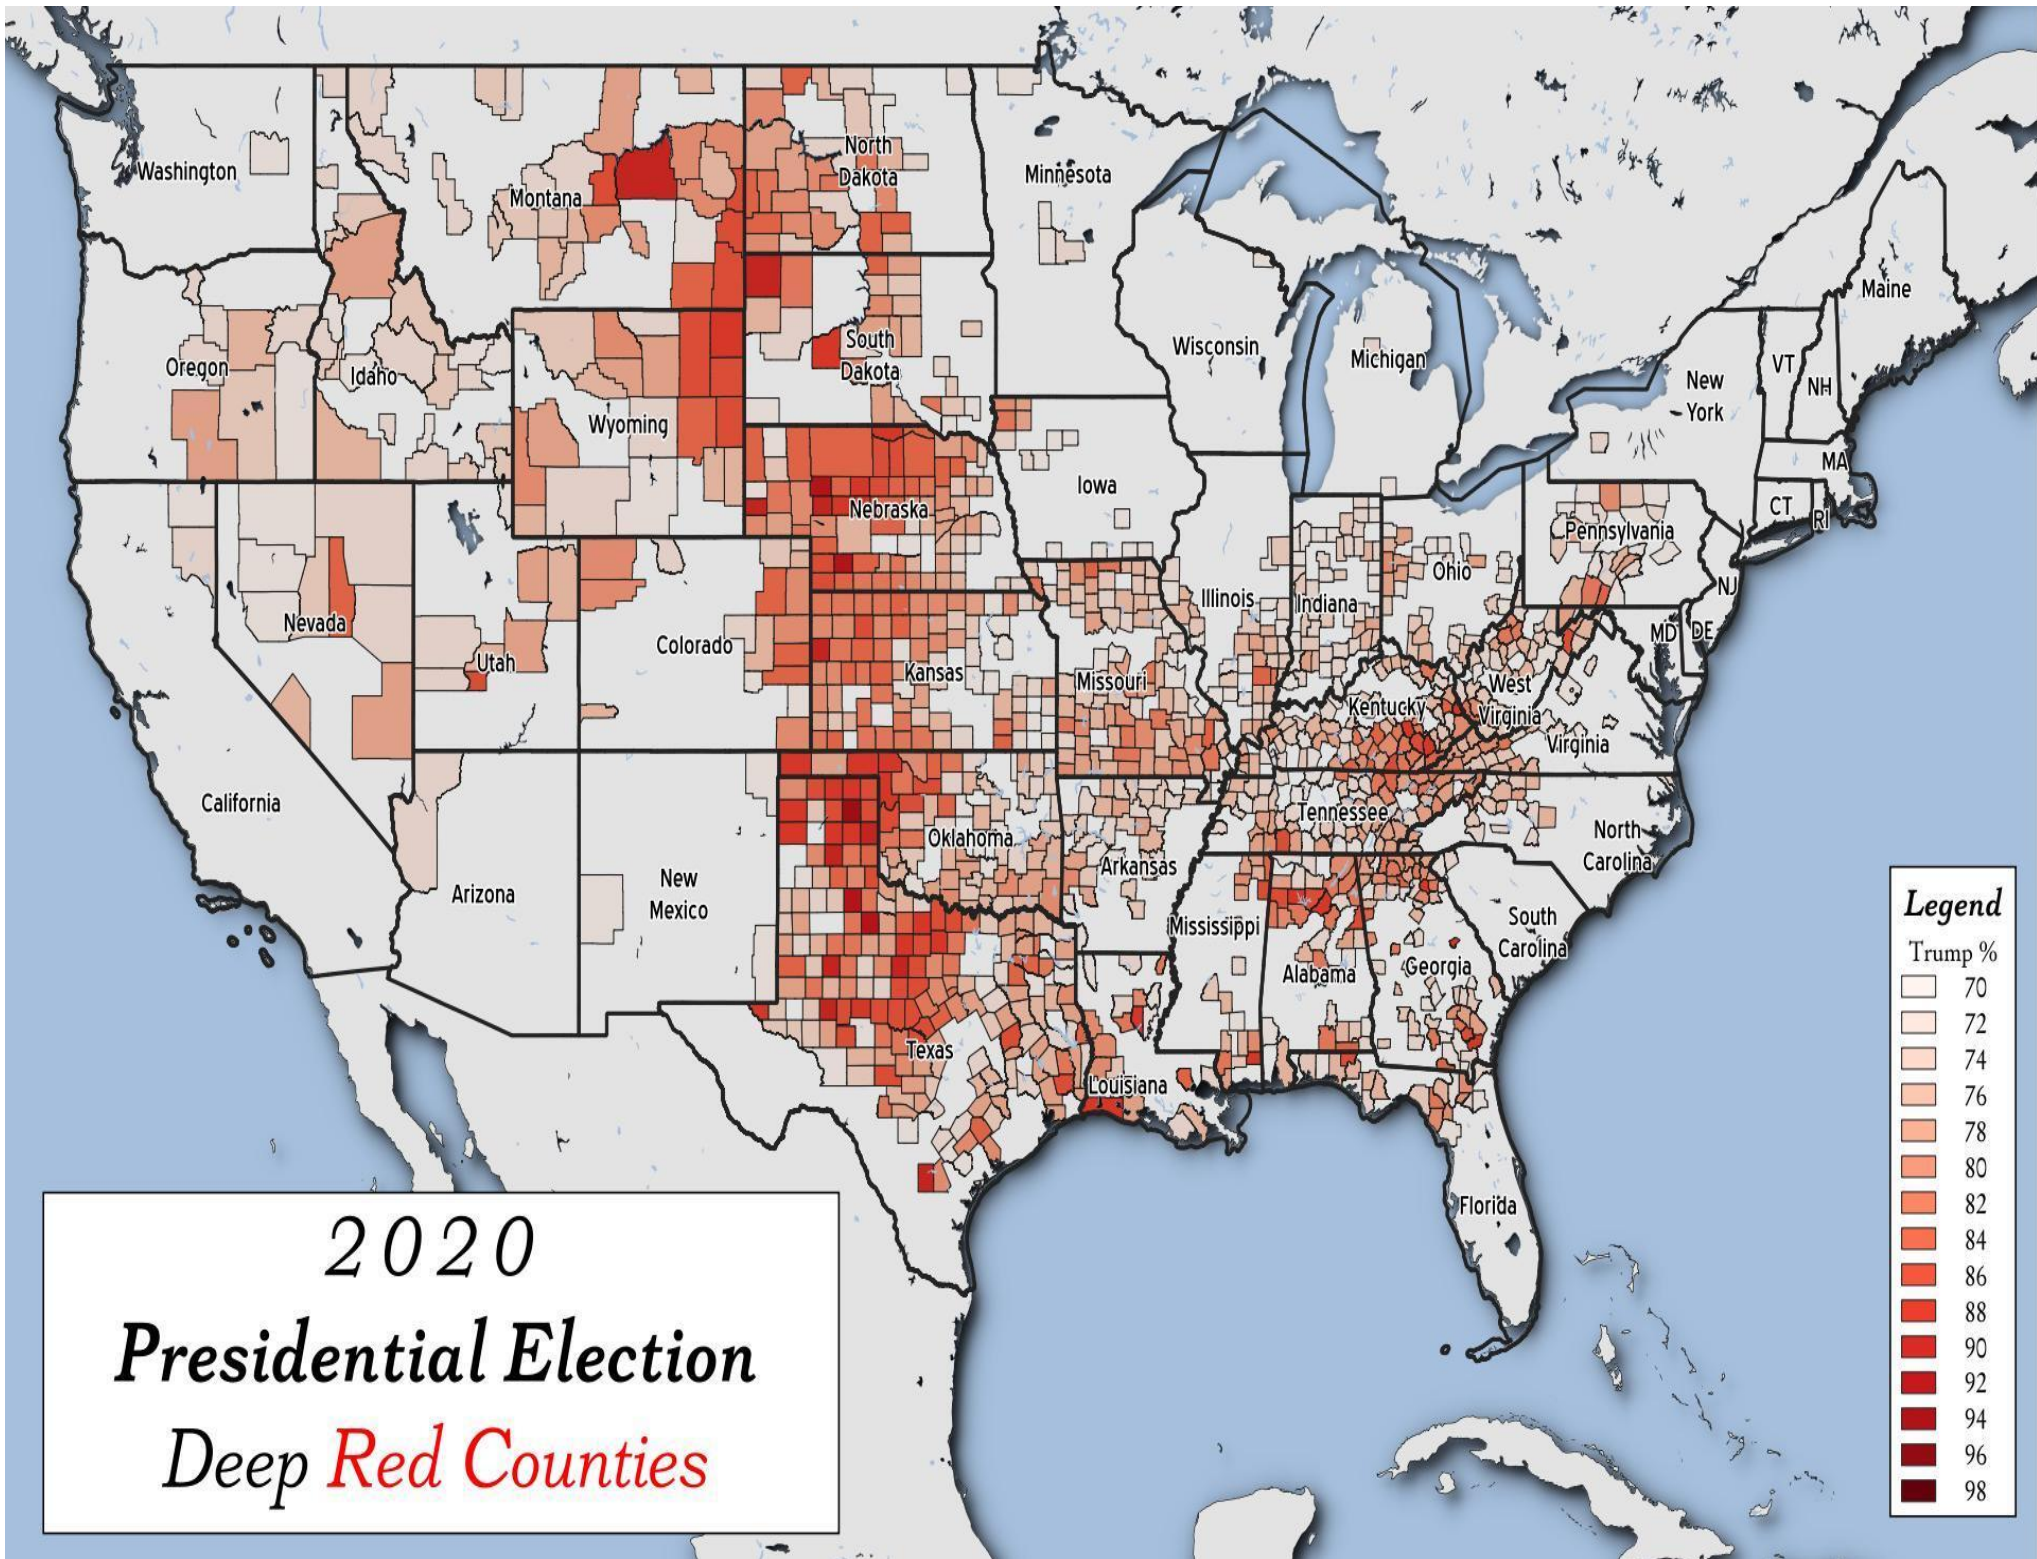 Washington
Montana
North
Dakota
Minnesota
Maine
Oregon
Idaho
South
Dakota
Wyoming
Wisconsin
Michigan
New
York
VT
NH
MA
CT
RI
Iowa
Nebraska
Pennsylvania
Ohio
NJ
Illinois
Indiana
Nevada
Utah
Colorado
Kansas
Missouri
Kentucky
West
Virginia
Virginia
MD
DE
California
Arizona
New
Mexico
Oklahoma
Arkansas
Tennessee
North
Carolina
South
Carolina
Mississippi
Alabama
Georgia
Texas
Louisiana
Florida
2020
Presidential Election
Deep Red Counties
Legend
Trump %
70
72
74
76
78
80
82
84
86
88
90
92
94
96
98